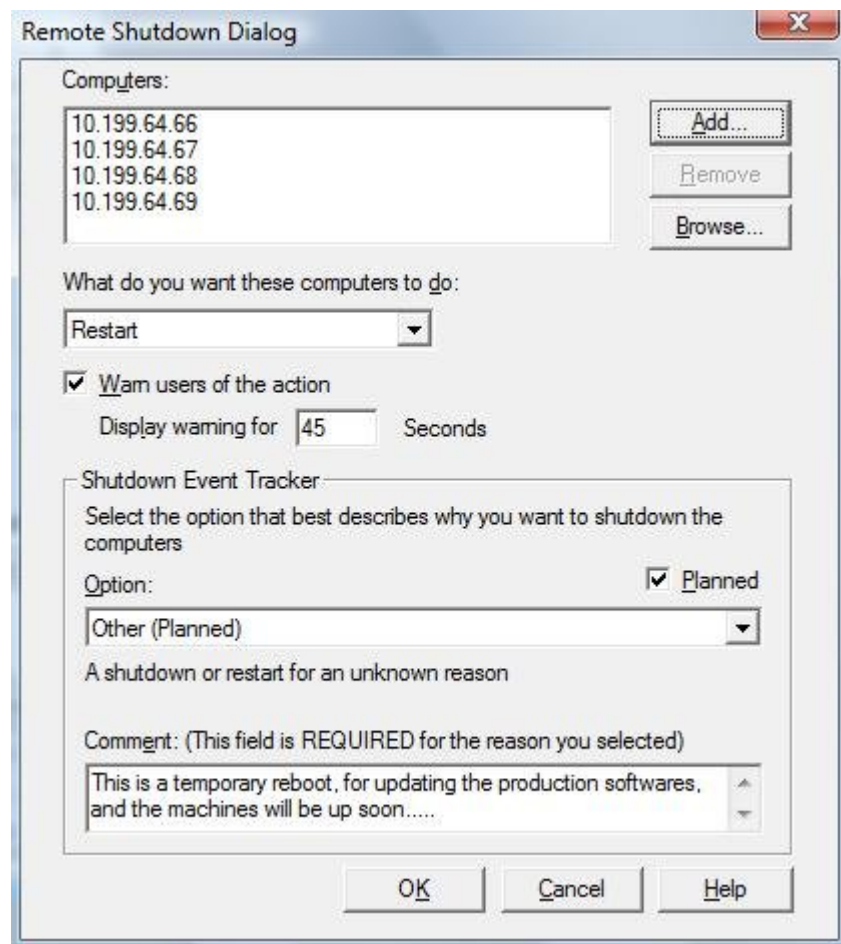 Remote Shutdown Dialog
Computers:
10.199.64.66
10.199.64.67
10.199.64.68
10.199.64.69
Add...
Remove
Browse...
What do you want these computers to do:
Restart
Warn users of the action
Display warning for 45 Seconds
Shutdown Event Tracker
Select the option that best describes why you want to shutdown the
computers
Option:
Planned
Other (Planned)
A shutdown or restart for an unknown reason
Comment: (This field is REQUIRED for the reason you selected)
This is a temporary reboot, for updating the production softwares,
and the machines will be up soon.....
OK Cancel Help